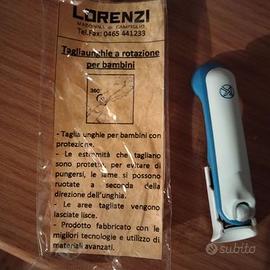 LORENZI
MADONNA di CAMPIGLIO
Tel.Fax: 0465 441233
Tagliaunghie a rotazione
per bambini
360°
- Taglia unghie per bambini con
protezione.
- Le estremità che tagliano
sono protette, per evitare di
pungersi, le lame si possono
ruotate a seconda della
direzione dell'unghia.
- Le aree tagliate vengono
lasciate lisce.
- Prodotto fabbricato con le
migliori tecnologie e utilizzo di
materiali avanzati.
subito